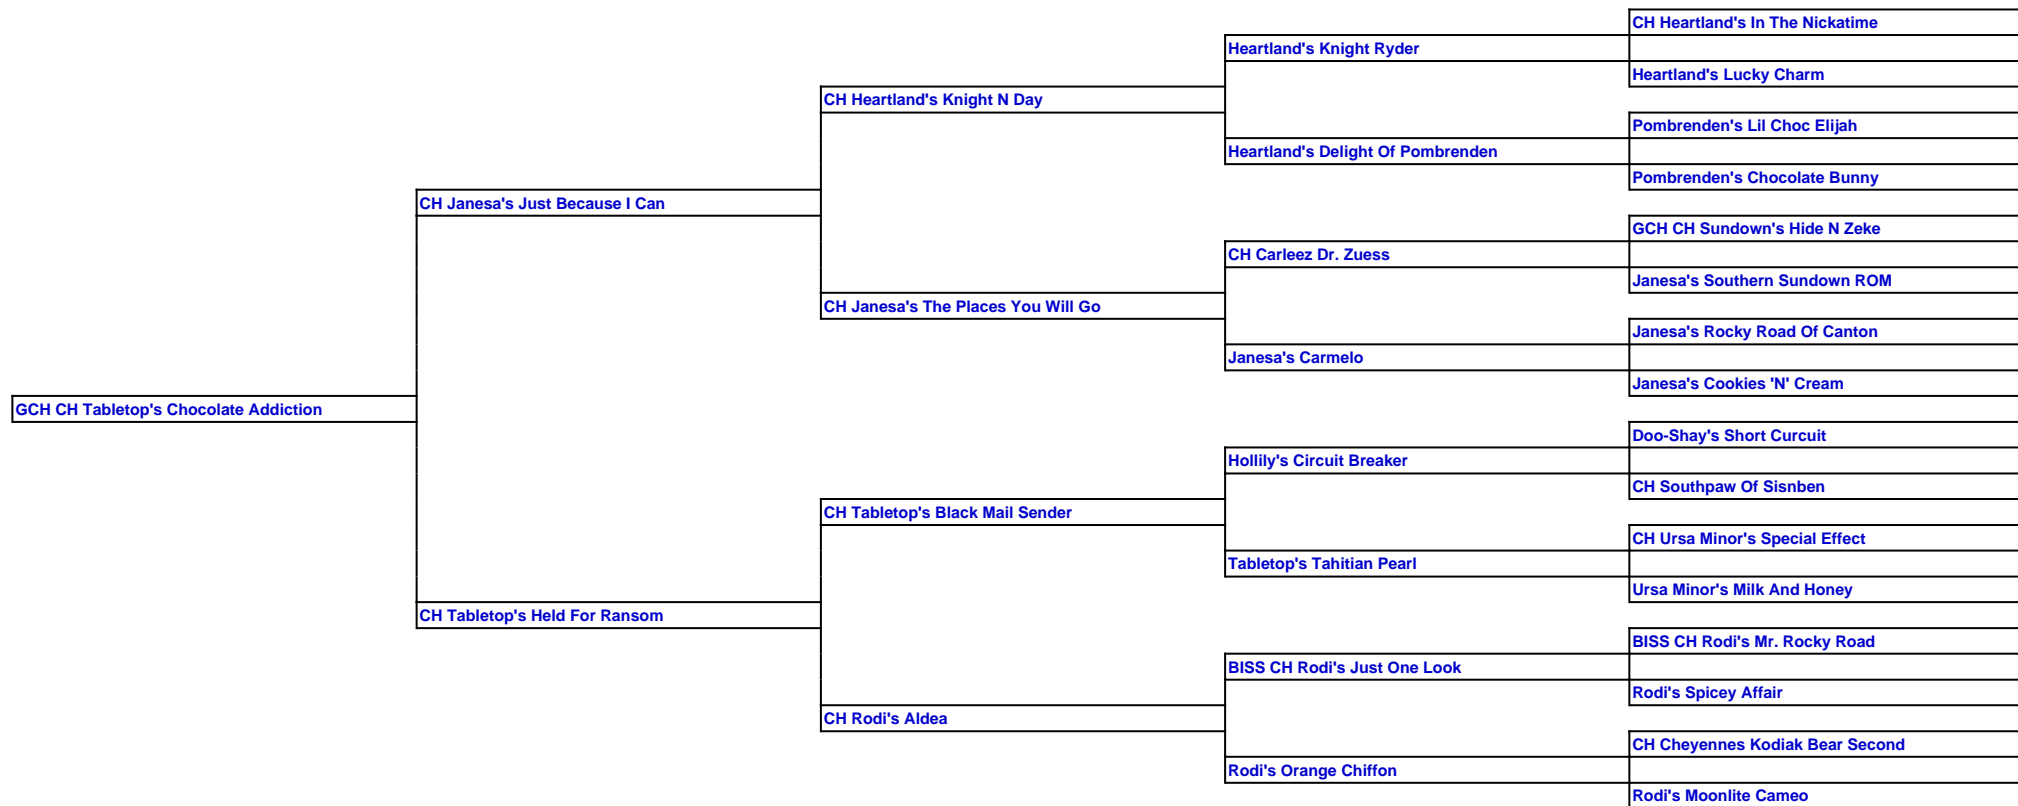 CH Heartland's In The Nickatime
Heartland's Knight Ryder
Heartland's Lucky Charm
CH Heartland's Knight N Day
Pombrenden's Lil Choc Elijah
Heartland's Delight Of Pombrenden
Pombrenden's Chocolate Bunny
CH Janesa's Just Because I Can
GCH CH Sundown's Hide N Zeke
CH Carleez Dr. Zuess
Janesa's Southern Sundown ROM
CH Janesa's The Places You Will Go
Janesa's Rocky Road Of Canton
Janesa's Carmelo
Janesa's Cookies 'N' Cream
GCH CH Tabletop's Chocolate Addiction
Doo-Shay's Short Curcuit
Hollily's Circuit Breaker
CH Southpaw Of Sisnben
CH Tabletop's Black Mail Sender
CH Ursa Minor's Special Effect
Tabletop's Tahitian Pearl
Ursa Minor's Milk And Honey
CH Tabletop's Held For Ransom
BISS CH Rodi's Mr. Rocky Road
BISS CH Rodi's Just One Look
Rodi's Spicey Affair
CH Rodi's Aldea
CH Cheyennes Kodiak Bear Second
Rodi's Orange Chiffon
Rodi's Moonlite Cameo